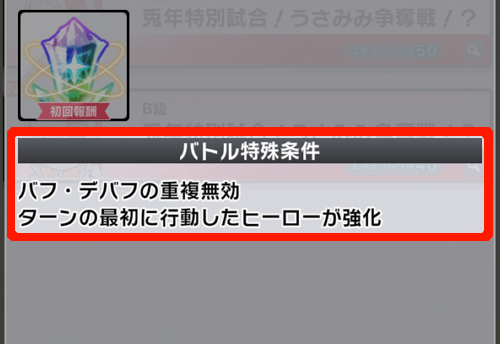 兎年特別試合！うさみみ争奪戦！？
初回報酬
B級
バトル特殊条件
バフ・デバフの重複無効
ターンの最初に行動したヒーローが強化